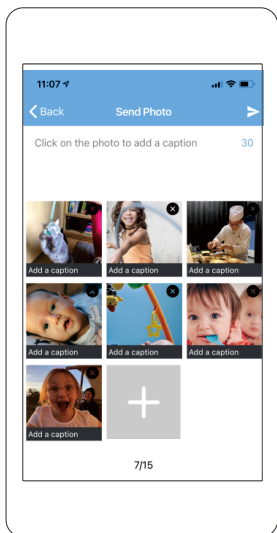 11:07
Back Send Photo
Click on the photo to add a caption 30
Add a caption Add a caption Add a caption
Add a caption Add a caption Add a caption
Add a caption
7/15